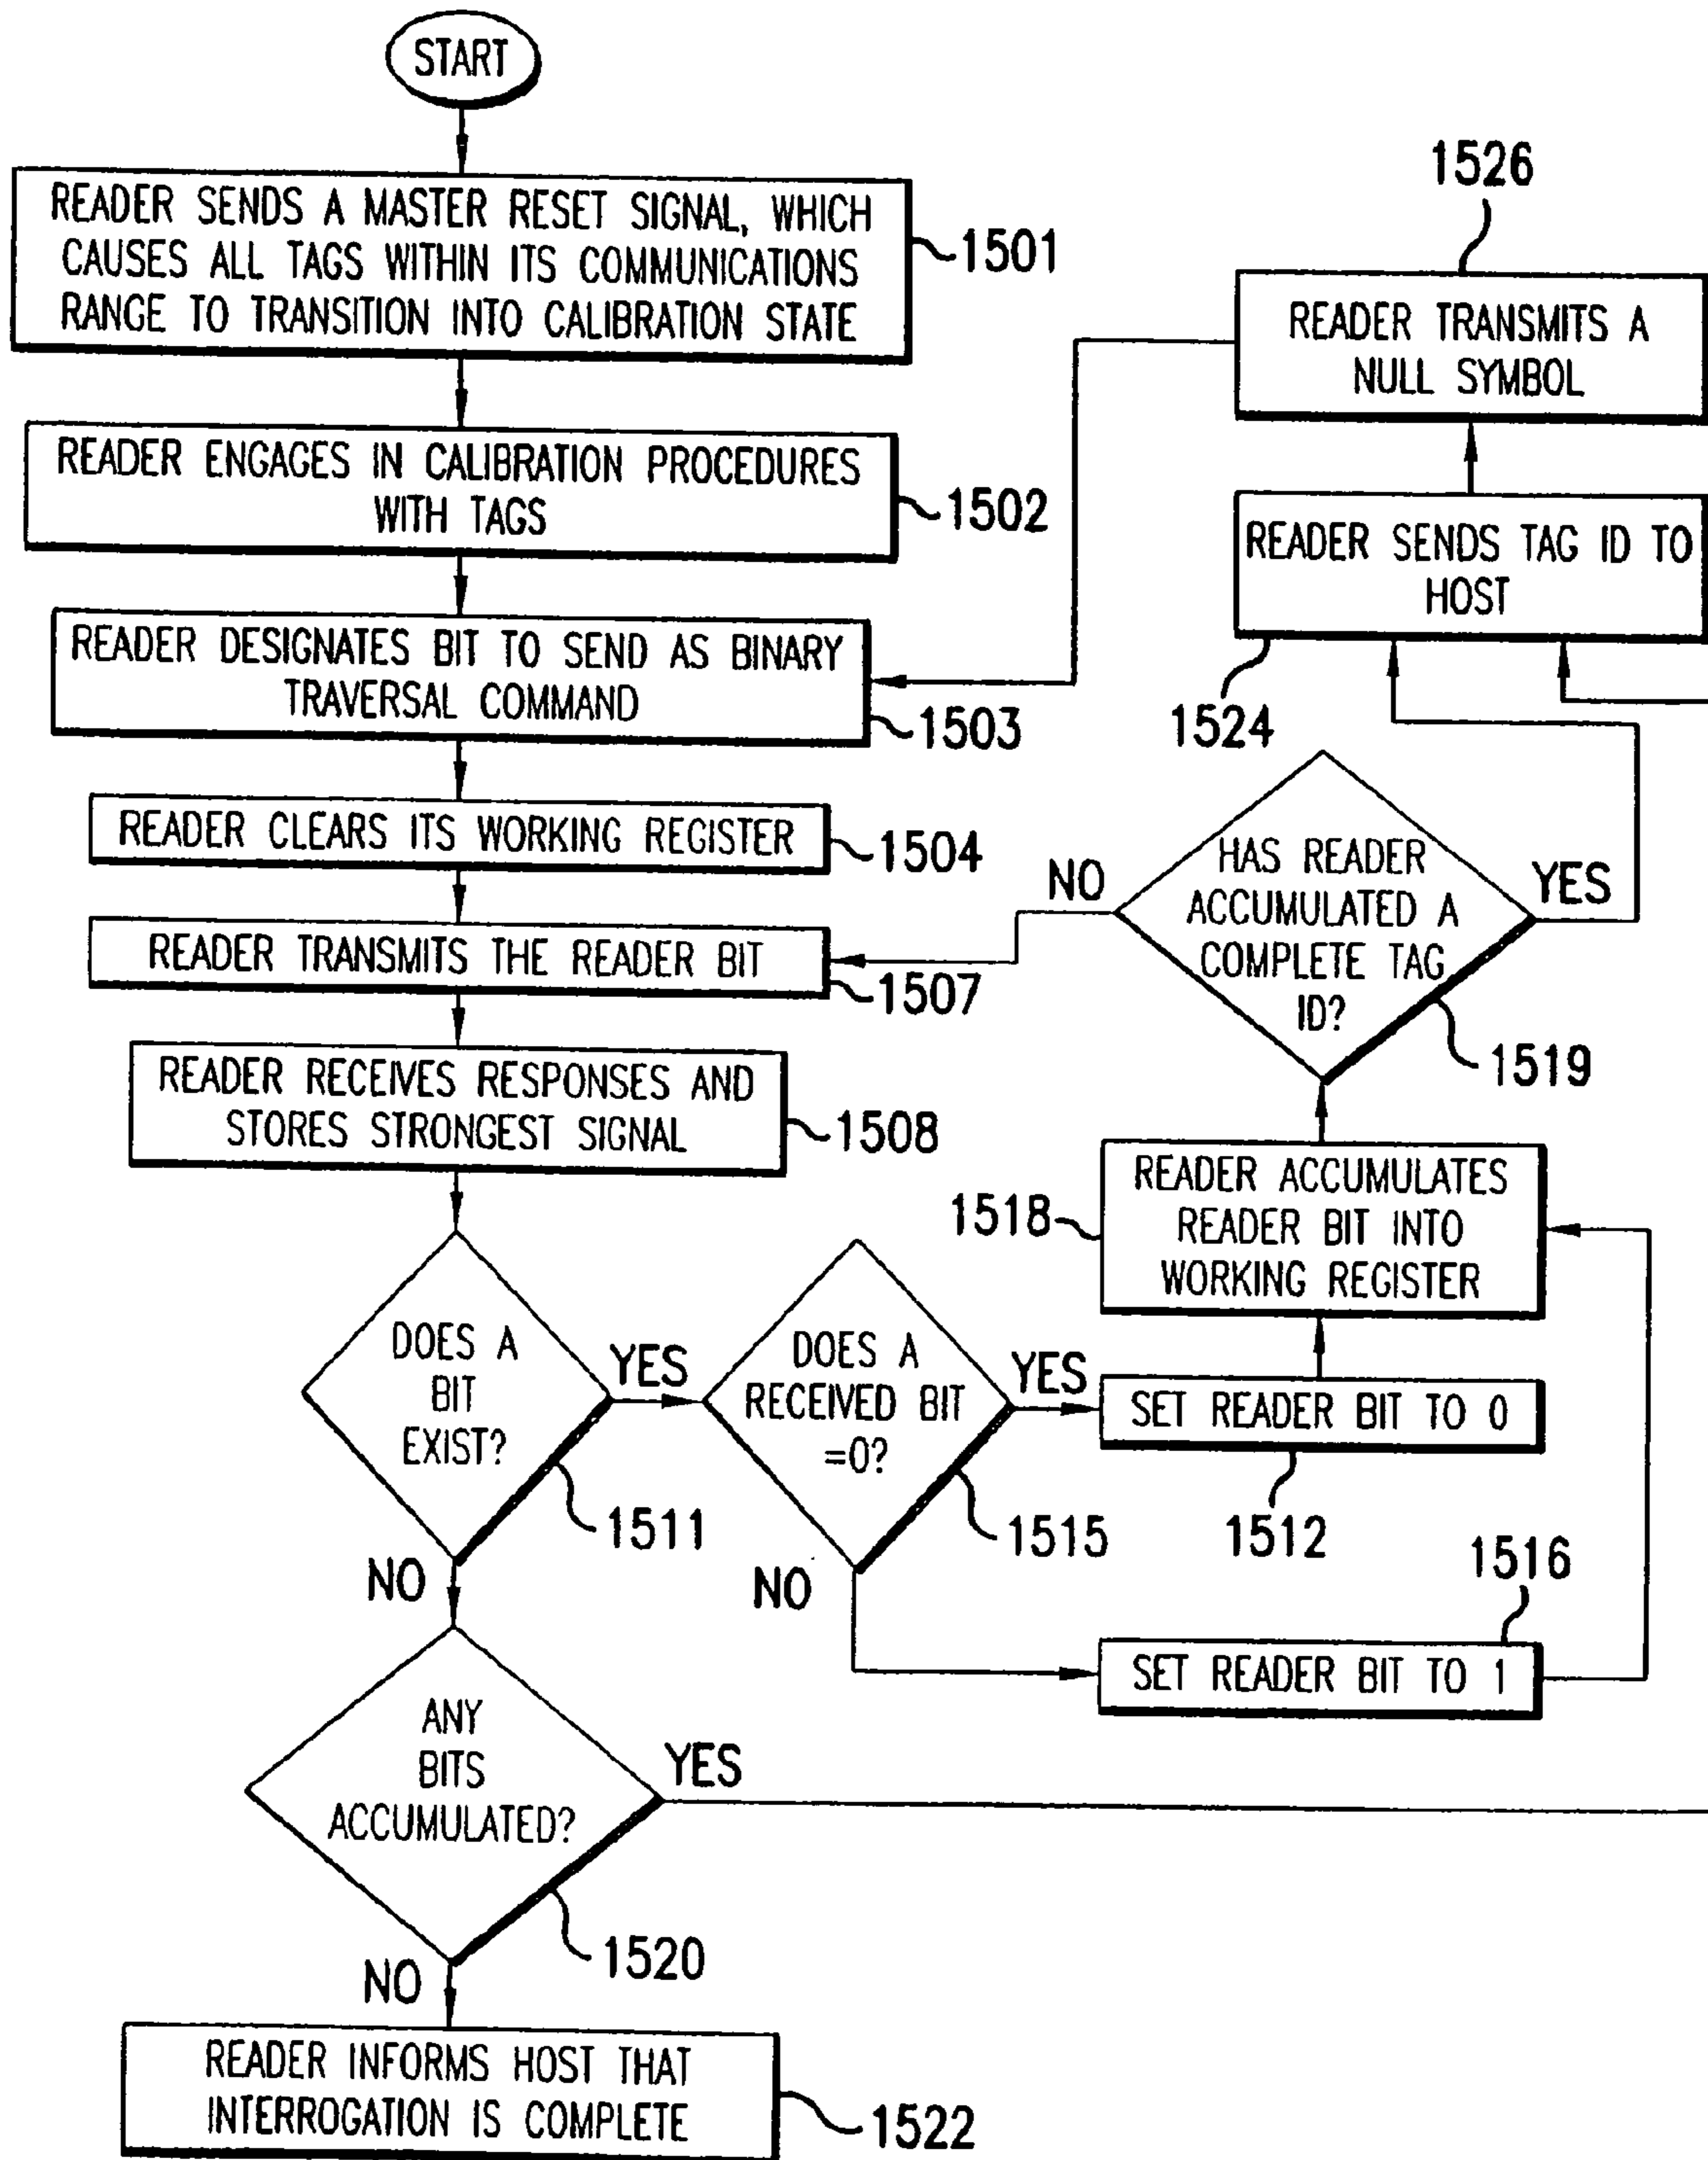 START
READER SENDS A MASTER RESET SIGNAL, WHICH
CAUSES ALL TAGS WITHIN ITS COMMUNICATIONS
RANGE TO TRANSITION INTO CALIBRATION STATE
1501
READER ENGAGES IN CALIBRATION PROCEDURES
WITH TAGS
1502
READER DESIGNATES BIT TO SEND AS BINARY
TRAVERSAL COMMAND
1503
READER CLEARS ITS WORKING REGISTER
1504
READER TRANSMITS THE READER BIT
1507
READER RECEIVES RESPONSES AND
STORES STRONGEST SIGNAL
1508
DOES A
BIT
EXIST?
1511
YES
NO
DOES A
RECEIVED BIT
=0?
1515
YES
NO
SET READER BIT TO 0
1512
1516
SET READER BIT TO 1
1518
READER ACCUMULATES
READER BIT INTO
WORKING REGISTER
HAS READER
ACCUMULATED A
COMPLETE TAG
ID?
1519
NO
YES
READER SENDS TAG ID TO
HOST
1524
1526
READER TRANSMITS A
NULL SYMBOL
ANY
BITS
ACCUMULATED?
1520
YES
NO
READER INFORMS HOST THAT
INTERROGATION IS COMPLETE
1522